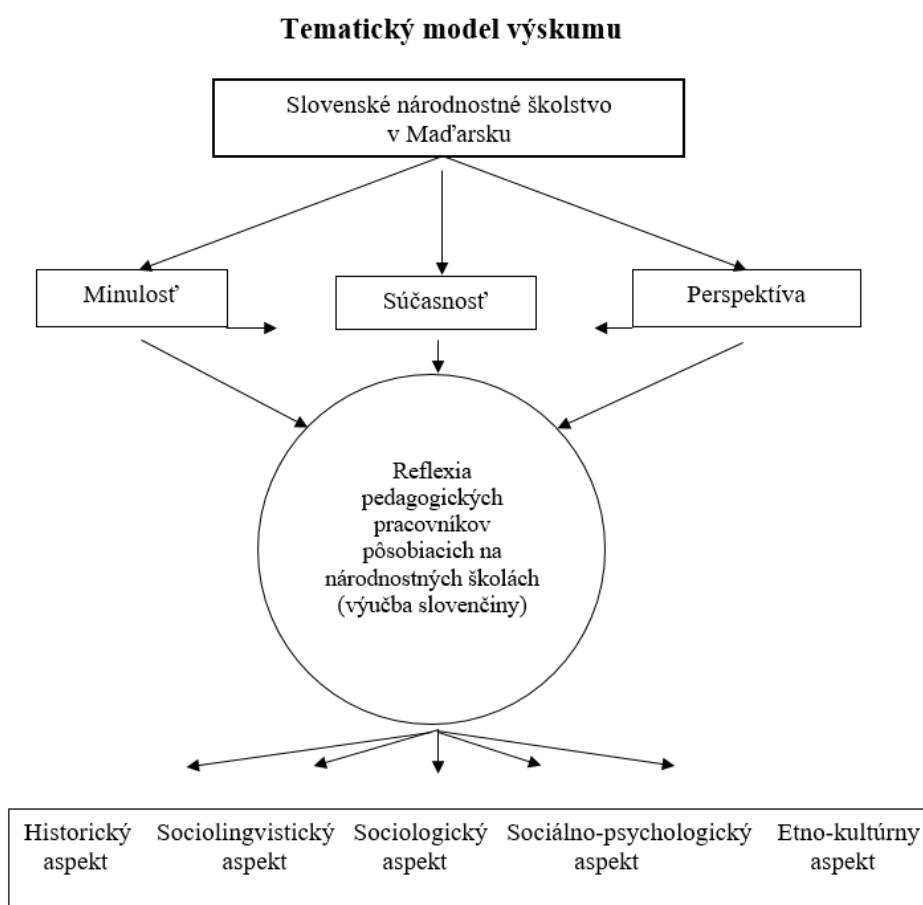 Tematický model výskumu
Slovenské národnostné školstvo
v Maďarsku
Minulosť
Súčasnosť
Perspektíva
Reflexia
pedagogických
pracovníkov
pôsobiacich na
národnostných školách
(výučba slovenčiny)
Historický aspekt
Sociolingvistický aspekt
Sociologický aspekt
Sociálno-psychologický aspekt
Etno-kultúrny aspekt